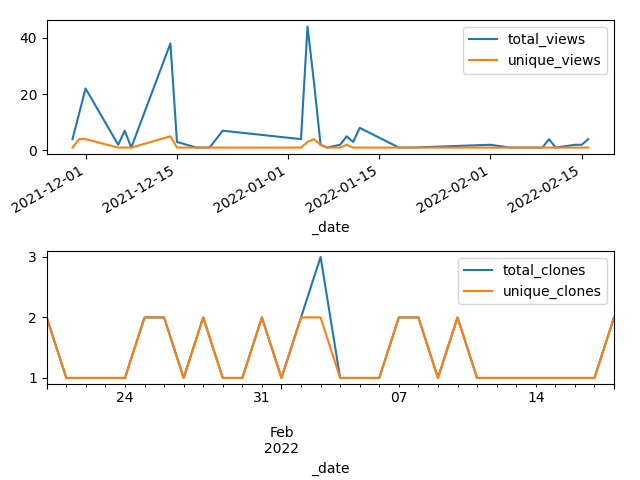 40
20
0
total_views
unique_views
2021-12-01
2021-12-15
2022-01-01
2022-01-15
2022-02-01
2022-02-15
_date
3
2
1
total_clones
unique_clones
24
31
07
14
Feb
2022
_date